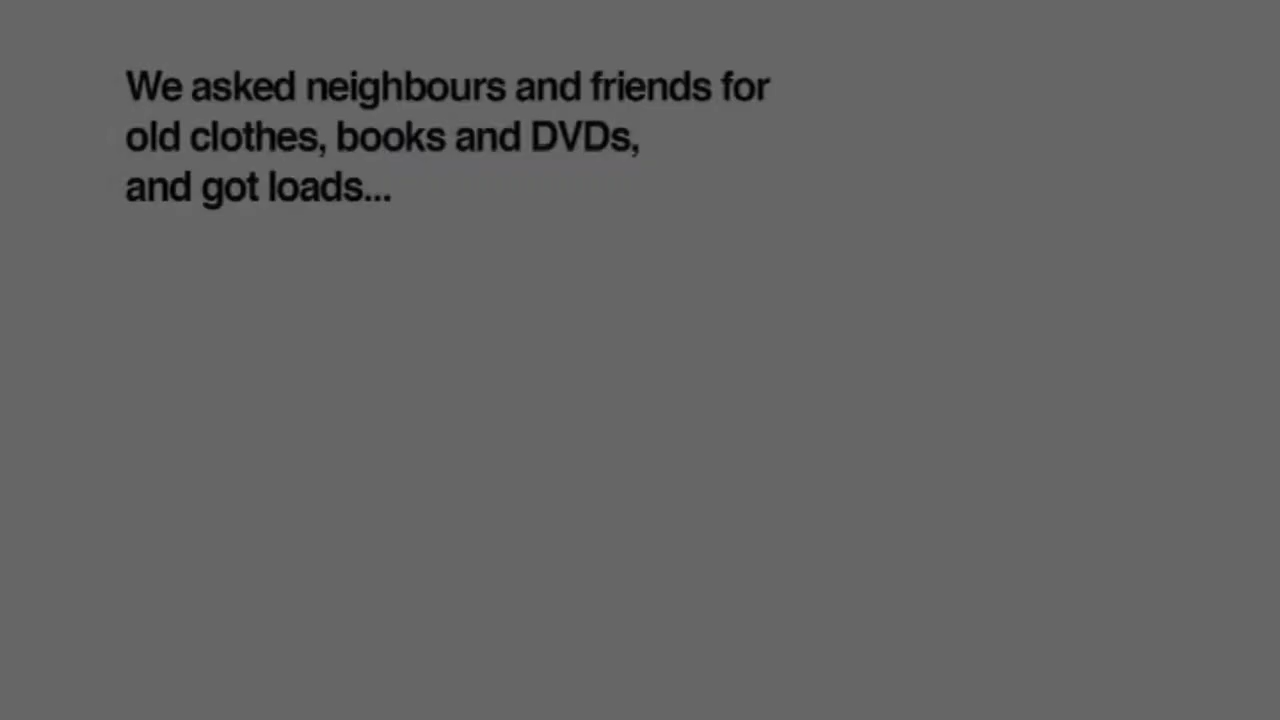 We asked neighbours and friends for
old clothes, books and DVDs,
and got loads...